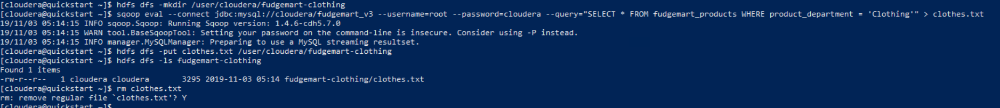 [cloudera@quickstart ~]$ hdfs dfs -mkdir /user/cloudera/fudgemart-clothing
[cloudera@quickstart ~]$ sqoop eval --connect jdbc:mysql://cloudera/fudgemart_v3 --username=root --password=cloudera --query="SELECT * FROM fudgemart_products WHERE product_department = 'Clothing'" > clothes.txt
19/11/03 05:14:15 INFO sqoop.Sqoop: Running Sqoop version: 1.4.6-cdh5.7.0
19/11/03 05:14:15 WARN tool.BaseSqoopTool: Setting your password on the command-line is insecure. Consider using -P instead.
19/11/03 05:14:15 INFO manager.MySQLManager: Preparing to use a MySQL streaming resultset.
[cloudera@quickstart ~]$ hdfs dfs -put clothes.txt /user/cloudera/fudgemart-clothing
[cloudera@quickstart ~]$ hdfs dfs -ls fudgemart-clothing
Found 1 items
-rw-r--r--   1 cloudera cloudera       3295 2019-11-03 05:14 fudgemart-clothing/clothes.txt
[cloudera@quickstart ~]$ rm clothes.txt
rm: remove regular file `clothes.txt'? Y
[cloudera@quickstart ~]$